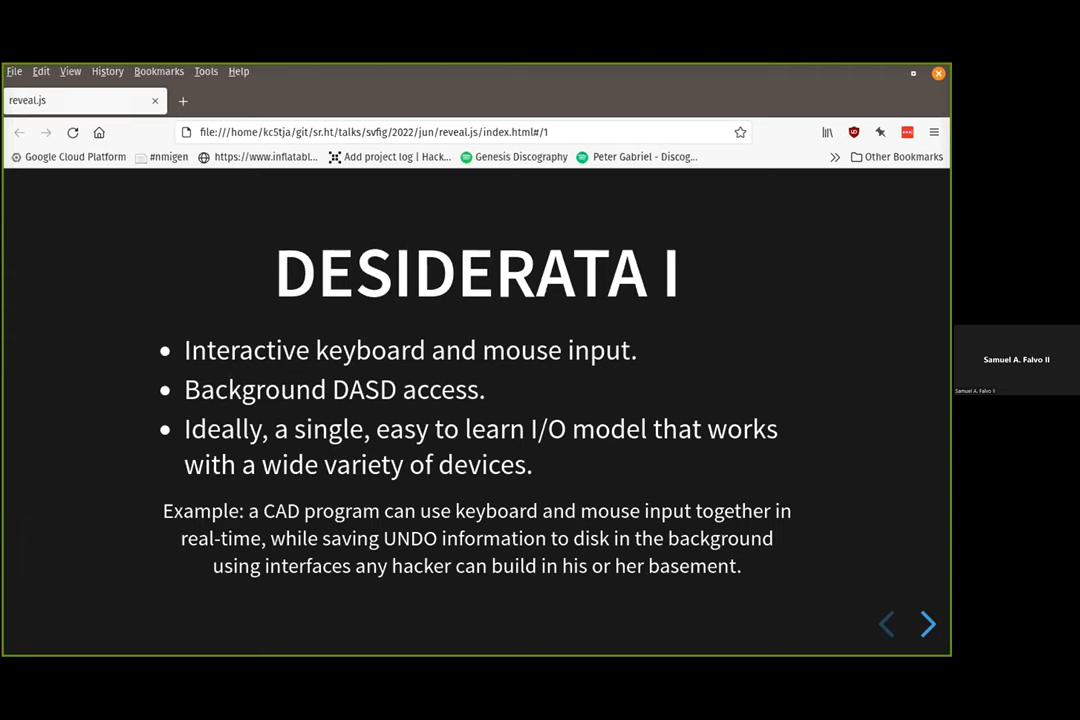 File Edit View History Bookmarks Tools Help
reveal.js
file:///home/kc5tja/git/sr.ht/talks/svfig/2022/jun/reveal.js/index.html#/1
Google Cloud Platform #nmigen https://www.inflatabl... Add project log | Hack... Genesis Discography Peter Gabriel - Discog... Other Bookmarks
DESIDERATA I
• Interactive keyboard and mouse input.
• Background DASD access.
• Ideally, a single, easy to learn I/O model that works
with a wide variety of devices.
Example: a CAD program can use keyboard and mouse input together in
real-time, while saving UNDO information to disk in the background
using interfaces any hacker can build in his or her basement.
Samuel A. Falvo II
Samuel A. Falvo II